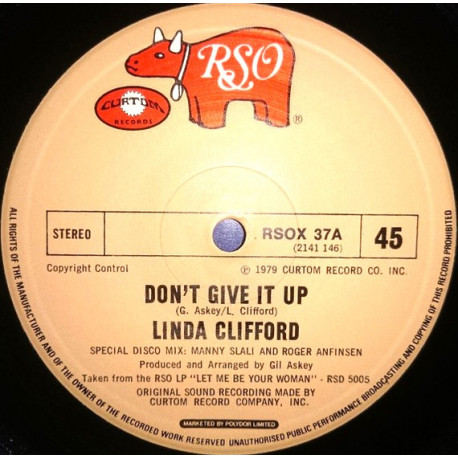 RSO
®
CURTOM
RECORDS
STEREO
RSOX 37A
(2141 146)
45
Copyright Control
℗ 1979 CURTOM RECORD CO. INC.
DON'T GIVE IT UP
(G. Askey/L. Clifford)
LINDA CLIFFORD
SPECIAL DISCO MIX: MANNY SLALI AND ROGER ANFINSEN
Produced and Arranged by Gil Askey
Taken from the RSO LP "LET ME BE YOUR WOMAN" - RSD 5005
ORIGINAL SOUND RECORDING MADE BY
CURTOM RECORD COMPANY, INC.
MARKETED BY POLYDOR LIMITED
ALL RIGHTS OF THE MANUFACTURER AND OF THE OWNER OF THE RECORDED WORK RESERVED UNAUTHORISED PUBLIC PERFORMANCE BROADCASTING AND COPYING OF THIS RECORD PROHIBITED